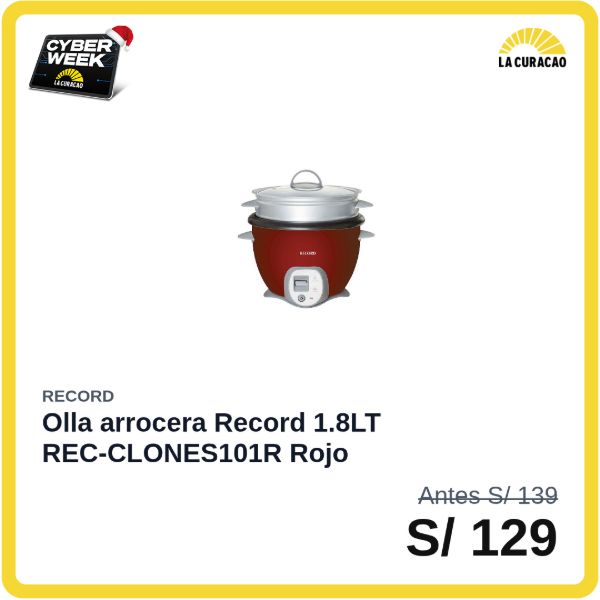 CYBER
WEEK
LA CURACAO
LA CURACAO
RECORD
RECORD
Olla arrocera Record 1.8LT
REC-CLONES101R Rojo
Antes S/ 139
S/ 129